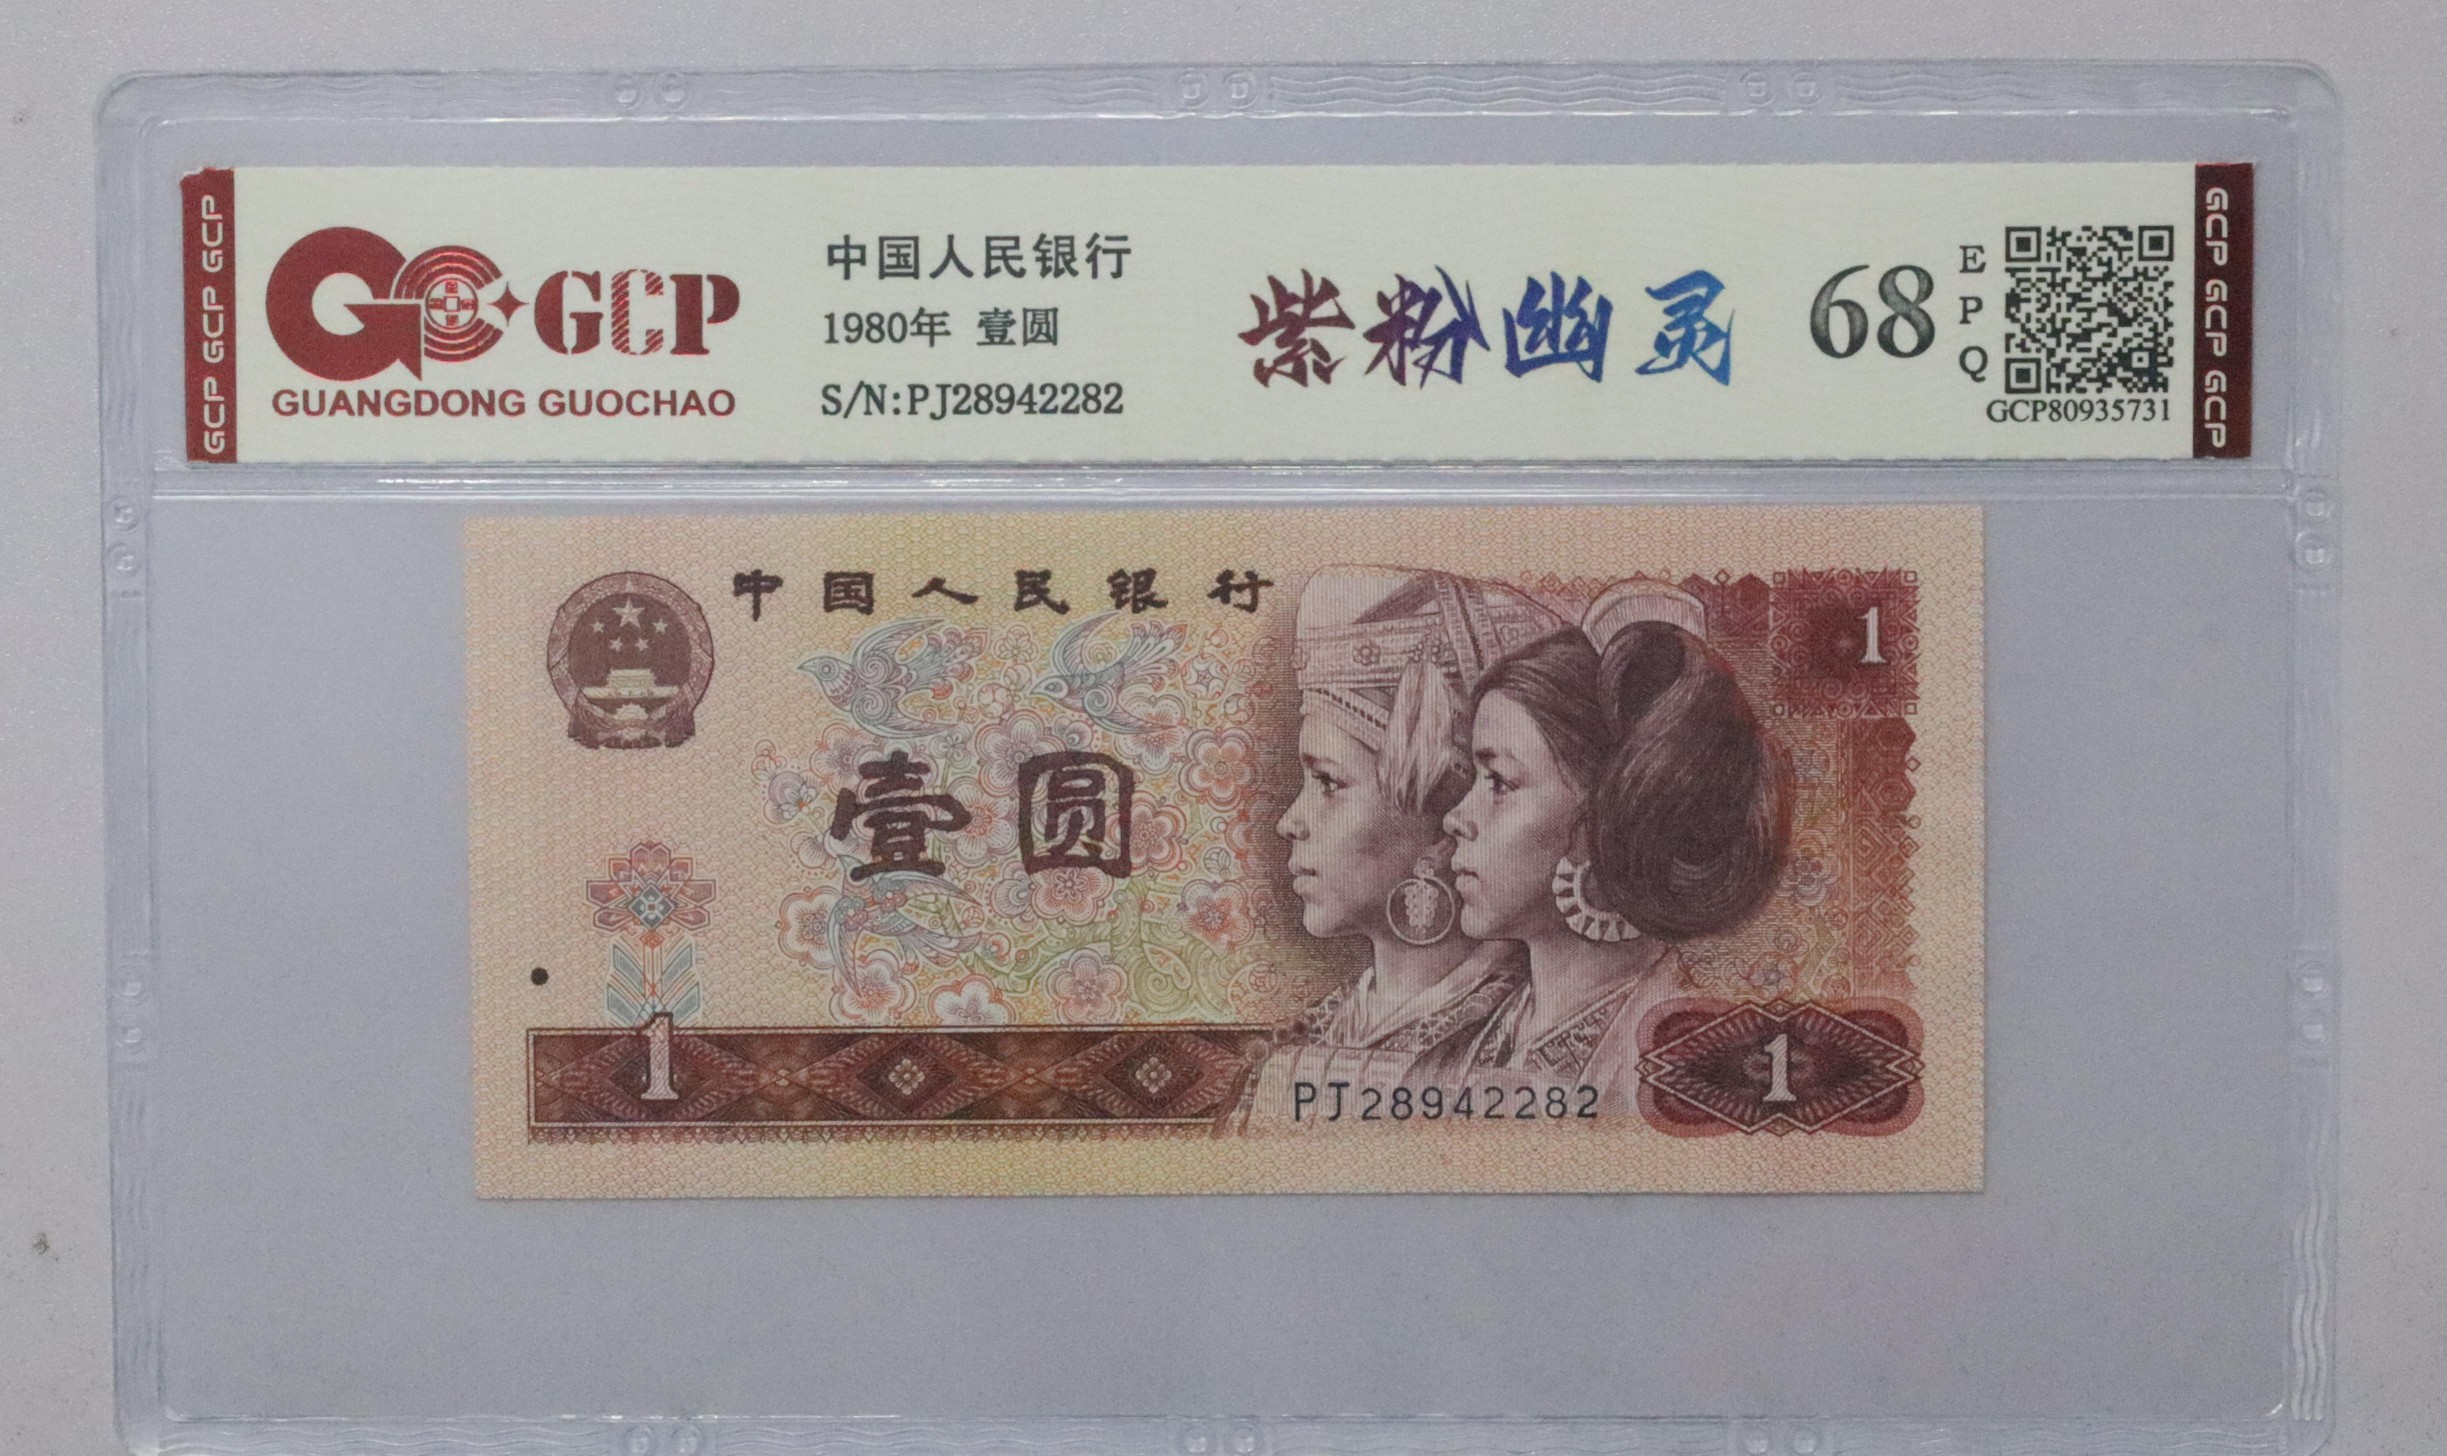 GCP GCP GCP
GCP
GUANGDONG GUOCHAO
中国人民银行
1980年 壹圆
S/N:PJ28942282
紫粉幽灵
68
EPQ
GCP80935731
GCP GCP GCP
中国人民银行
1
壹圆
1
1
PJ28942282